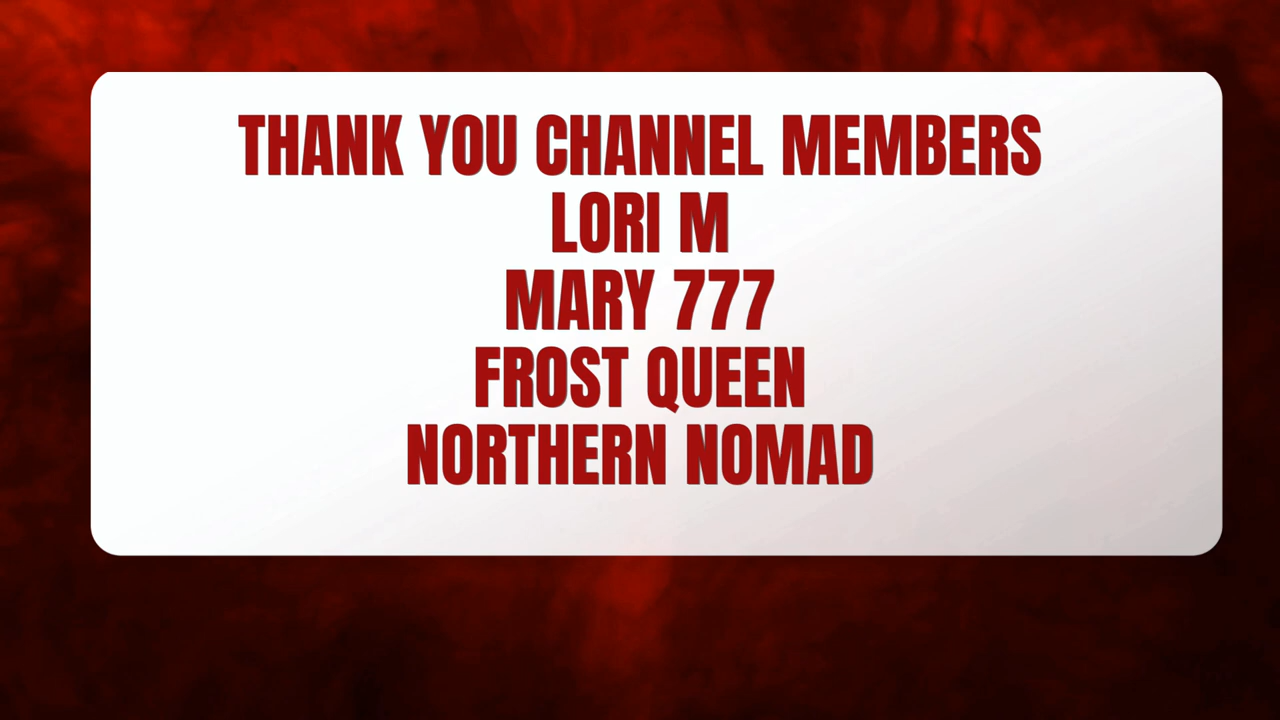 THANK YOU CHANNEL MEMBERS
LORI M
MARY 777
FROST QUEEN
NORTHERN NOMAD